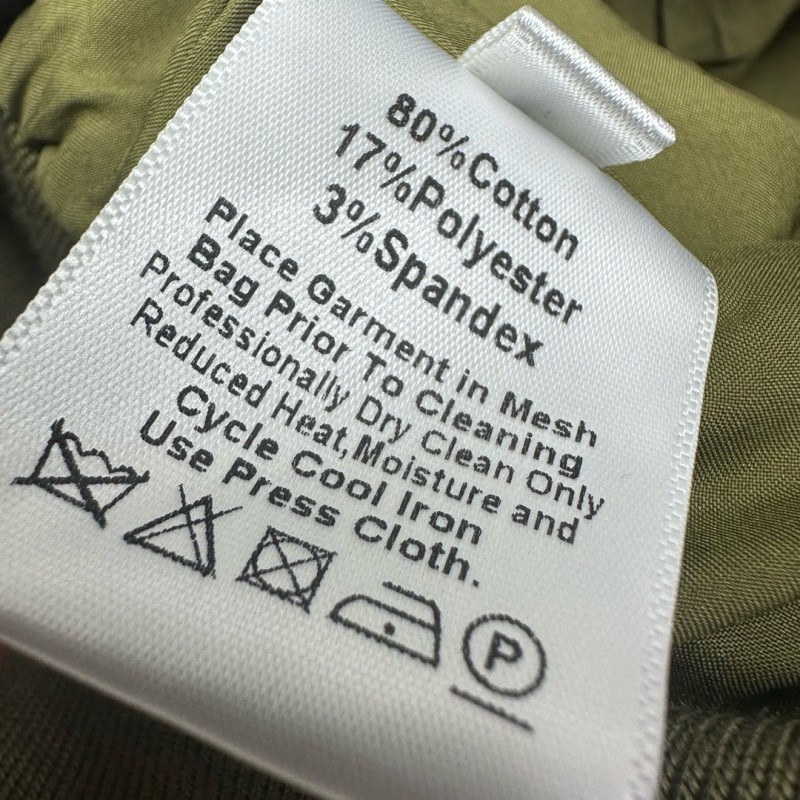 80%Cotton
17%Polyester
3%Spandex
Place Garment in Mesh
Bag Prior To Cleaning
Professionally Dry Clean Only
Reduced Heat,Moisture and
Cycle Cool Iron
Use Press Cloth.
P